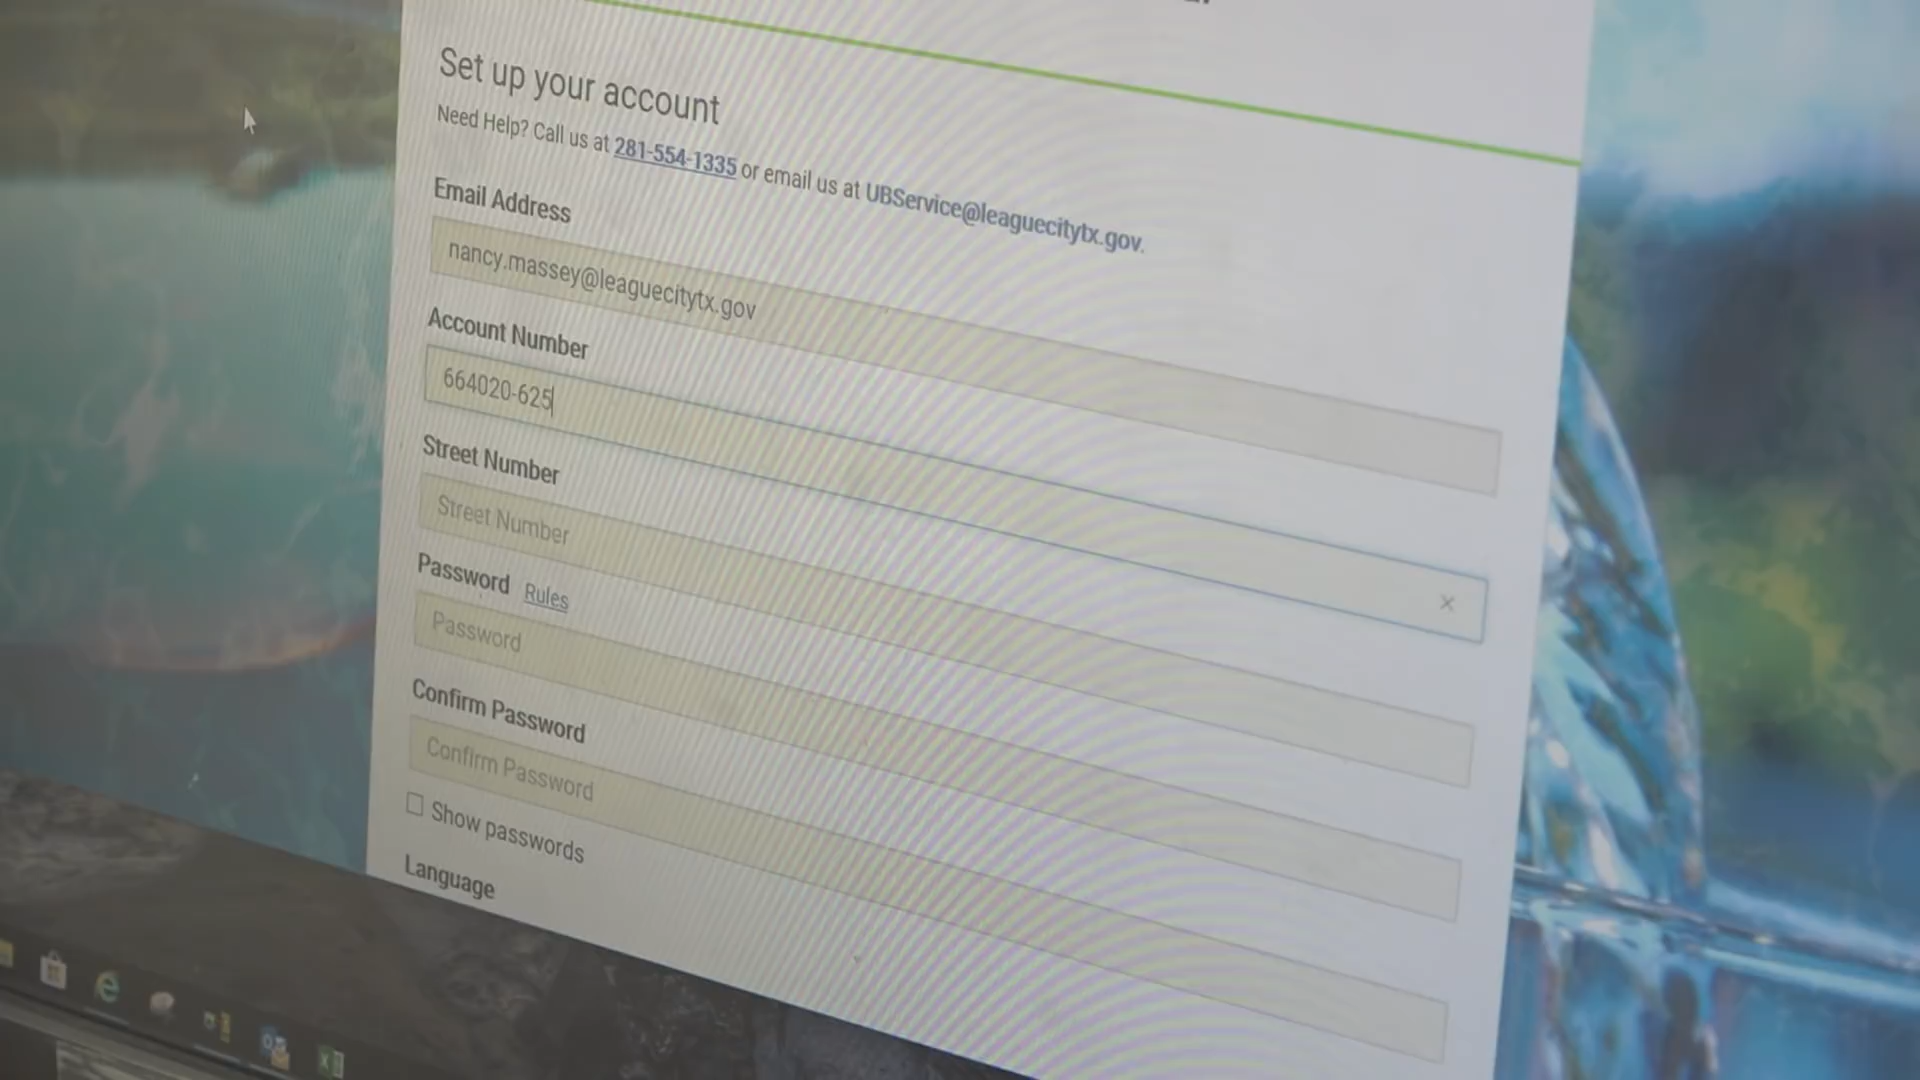 Set up your account
Need Help? Call us at 281-554-1335 or email us at UBService@leaguecitytx.gov.
Email Address
nancy.massey@leaguecitytx.gov
Account Number
664020-625
Street Number
Street Number
Password Rules
Password
Confirm Password
Confirm Password
Show passwords
Language